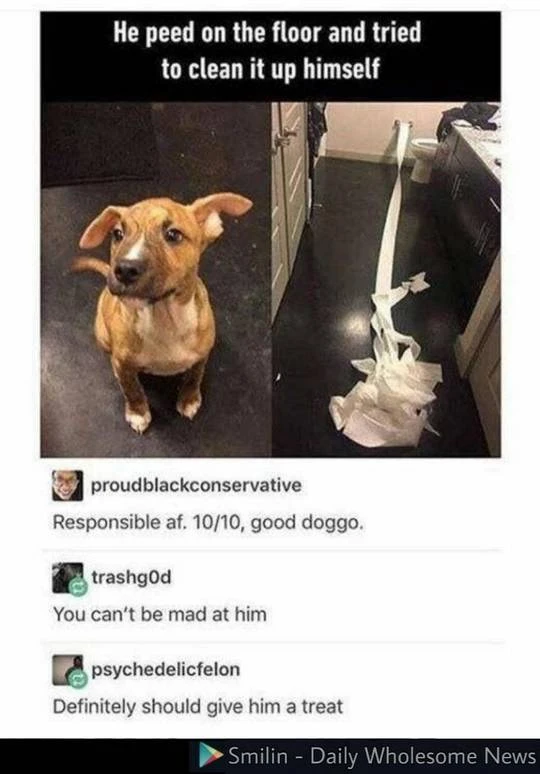 He peed on the floor and tried
to clean it up himself
proudblackconservative
Responsible af. 10/10, good doggo.
trashg0d
You can't be mad at him
psychedelicfelon
Definitely should give him a treat
Smilin - Daily Wholesome News